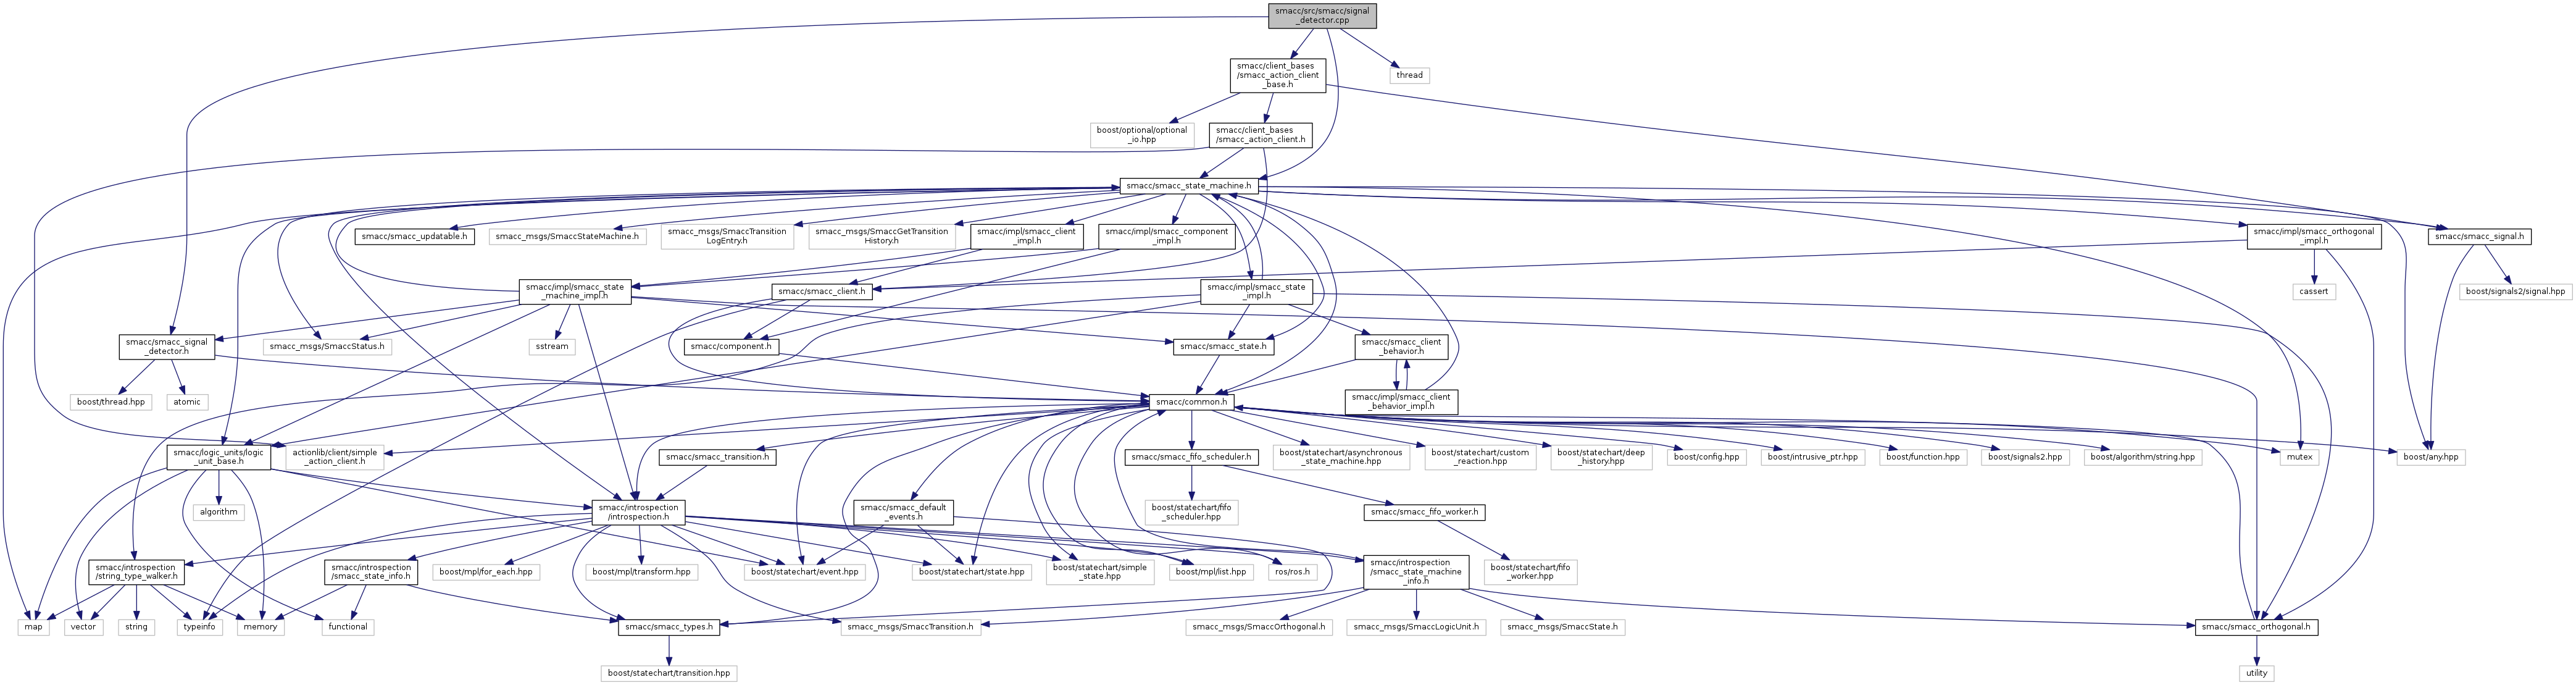 smacc/src/smacc/signal
_detector.cpp
smacc/client_bases
/smacc_action_client
_base.h
thread
boost/optional/optional
_io.hpp
smacc/client_bases
/smacc_action_client.h
smacc/smacc_state_machine.h
smacc/smacc_updatable.h
smacc_msgs/SmaccStateMachine.h
smacc_msgs/SmaccTransition
LogEntry.h
smacc_msgs/SmaccGetTransition
History.h
smacc/impl/smacc_client
_impl.h
smacc/impl/smacc_component
_impl.h
smacc/impl/smacc_orthogonal
_impl.h
smacc/smacc_signal.h
smacc/impl/smacc_state
_machine_impl.h
smacc/smacc_client.h
smacc/impl/smacc_state
_impl.h
cassert
boost/signals2/signal.hpp
smacc/smacc_signal
_detector.h
smacc_msgs/SmaccStatus.h
sstream
smacc/component.h
smacc/smacc_state.h
smacc/smacc_client
_behavior.h
boost/thread.hpp
atomic
smacc/common.h
smacc/impl/smacc_client
_behavior_impl.h
smacc/logic_units/logic
_unit_base.h
actionlib/client/simple
_action_client.h
smacc/smacc_transition.h
smacc/smacc_fifo_scheduler.h
boost/statechart/asynchronous
_state_machine.hpp
boost/statechart/custom
_reaction.hpp
boost/statechart/deep
_history.hpp
boost/config.hpp
boost/intrusive_ptr.hpp
boost/function.hpp
boost/signals2.hpp
boost/algorithm/string.hpp
mutex
boost/any.hpp
algorithm
smacc/introspection
/introspection.h
smacc/smacc_default
_events.h
boost/statechart/fifo
_scheduler.hpp
smacc/smacc_fifo_worker.h
smacc/introspection
/string_type_walker.h
smacc/introspection
/smacc_state_info.h
boost/mpl/for_each.hpp
boost/mpl/transform.hpp
boost/statechart/event.hpp
boost/statechart/state.hpp
boost/statechart/simple
_state.hpp
boost/mpl/list.hpp
ros/ros.h
smacc/introspection
/smacc_state_machine
_info.h
boost/statechart/fifo
_worker.hpp
map
vector
string
typeinfo
memory
functional
smacc/smacc_types.h
smacc_msgs/SmaccTransition.h
smacc_msgs/SmaccOrthogonal.h
smacc_msgs/SmaccLogicUnit.h
smacc_msgs/SmaccState.h
smacc/smacc_orthogonal.h
boost/statechart/transition.hpp
utility